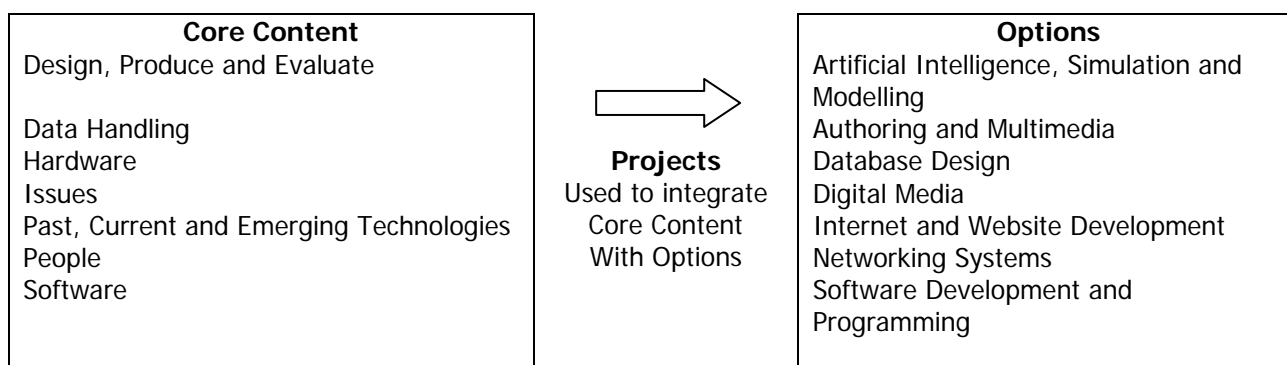 Core Content
Design, Produce and Evaluate
Data Handling
Hardware
Issues
Past, Current and Emerging Technologies
People
Software
Projects
Used to integrate
Core Content
With Options
Options
Artificial Intelligence, Simulation and
Modelling
Authoring and Multimedia
Database Design
Digital Media
Internet and Website Development
Networking Systems
Software Development and
Programming